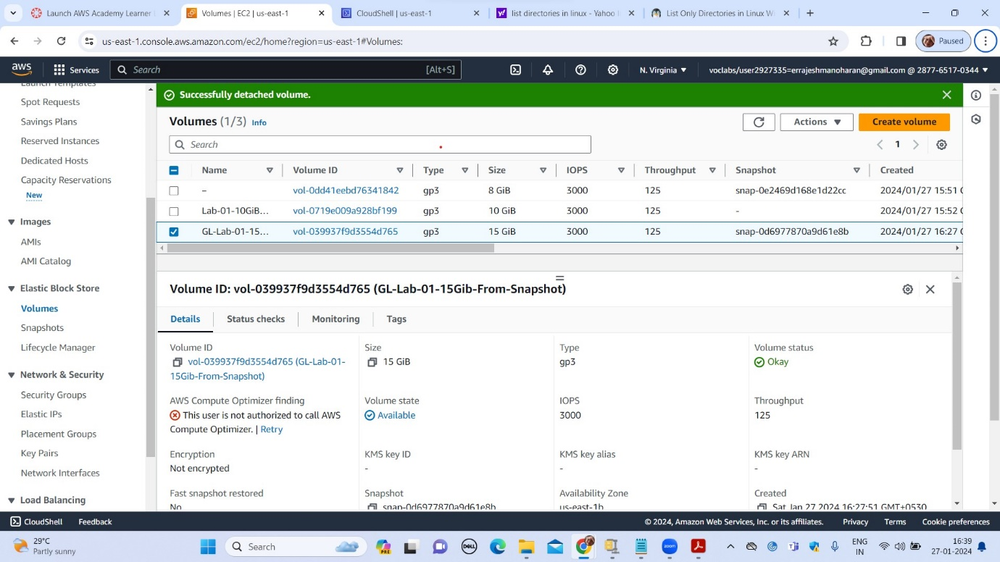 Launch AWS Academy Learner
Volumes | EC2 | us-east-1
CloudShell | us-east-1
list directories in linux - Yahoo
List Only Directories in Linux W
us-east-1.console.aws.amazon.com/ec2/home?region=us-east-1#Volumes:
Paused
aws
Services
Search
[Alt+S]
N. Virginia
voclabs/user2927335=errajeshmanoharan@gmail.com @ 2877-6517-0344
Launch Templates
Spot Requests
Savings Plans
Reserved Instances
Dedicated Hosts
Capacity Reservations
New
Images
AMIs
AMI Catalog
Elastic Block Store
Volumes
Snapshots
Lifecycle Manager
Network & Security
Security Groups
Elastic IPs
Placement Groups
Key Pairs
Network Interfaces
Load Balancing
Successfully detached volume.
Volumes (1/3) Info
Actions
Create volume
Search
1
Name Volume ID Type Size IOPS Throughput Snapshot Created
– vol-0dd41eebd76341842 gp3 8 GiB 3000 125 snap-0e2469d168e1d22cc 2024/01/27 15:51
Lab-01-10GiB... vol-0719e009a928bf199 gp3 10 GiB 3000 125 - 2024/01/27 15:52
GL-Lab-01-15... vol-039937f9d3554d765 gp3 15 GiB 3000 125 snap-0d6977870a9d61e8b 2024/01/27 16:27
Volume ID: vol-039937f9d3554d765 (GL-Lab-01-15Gib-From-Snapshot)
Details Status checks Monitoring Tags
Volume ID
vol-039937f9d3554d765 (GL-Lab-01-
15Gib-From-Snapshot)
Size
15 GiB
Type
gp3
Volume status
Okay
AWS Compute Optimizer finding
This user is not authorized to call AWS
Compute Optimizer. | Retry
Volume state
Available
IOPS
3000
Throughput
125
Encryption
Not encrypted
KMS key ID
-
KMS key alias
-
KMS key ARN
-
Fast snapshot restored
No
Snapshot
snap-0d6977870a9d61e8b
Availability Zone
us-east-1b
Created
Sat Jan 27 2024 16:27:51 GMT+0530
CloudShell
Feedback
© 2024, Amazon Web Services, Inc. or its affiliates.
Privacy
Terms
Cookie preferences
29°C
Partly sunny
Search
PRE
DELL
zoom
ENG
IN
16:39
27-01-2024